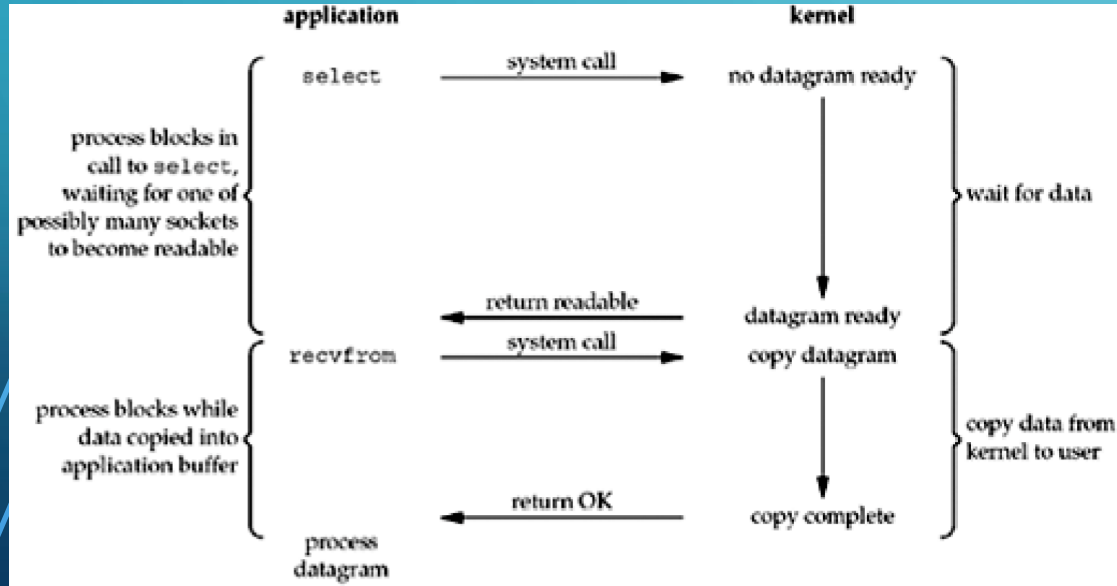 application
kernel
select
system call
no datagram ready
process blocks in
call to select,
waiting for one of
possibly many sockets
to become readable
wait for data
return readable
datagram ready
recvfrom
system call
copy datagram
process blocks while
data copied into
application buffer
copy data from
kernel to user
return OK
copy complete
process
datagram